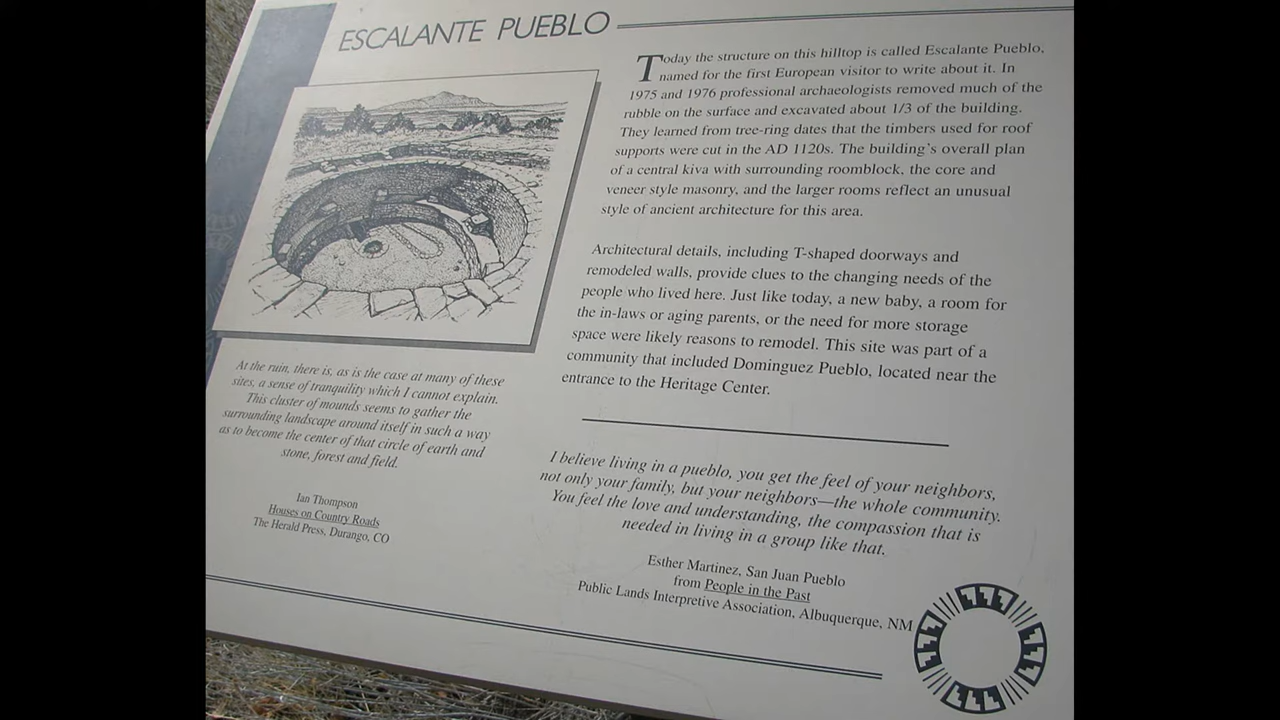 ESCALANTE PUEBLO
Today the structure on this hilltop is called Escalante Pueblo,
named for the first European visitor to write about it. In
1975 and 1976 professional archaeologists removed much of the
rubble on the surface and excavated about 1/3 of the building.
They learned from tree-ring dates that the timbers used for roof
supports were cut in the AD 1120s. The building's overall plan
of a central kiva with surrounding roomblock, the core and
veneer style masonry, and the larger rooms reflect an unusual
style of ancient architecture for this area.
Architectural details, including T-shaped doorways and
remodeled walls, provide clues to the changing needs of the
people who lived here. Just like today, a new baby, a room for
the in-laws or aging parents, or the need for more storage
space were likely reasons to remodel. This site was part of a
community that included Dominguez Pueblo, located near the
entrance to the Heritage Center.
At the ruin, there is, as is the case at many of these
sites, a sense of tranquility which I cannot explain.
This cluster of mounds seems to gather the
surrounding landscape around itself in such a way
as to become the center of that circle of earth and
stone, forest and field.
Ian Thompson
Houses on Country Roads
The Herald Press, Durango, CO
I believe living in a pueblo, you get the feel of your neighbors,
not only your family, but your neighbors—the whole community.
You feel the love and understanding, the compassion that is
needed in living in a group like that.
Esther Martinez, San Juan Pueblo
from People in the Past
Public Lands Interpretive Association, Albuquerque, NM